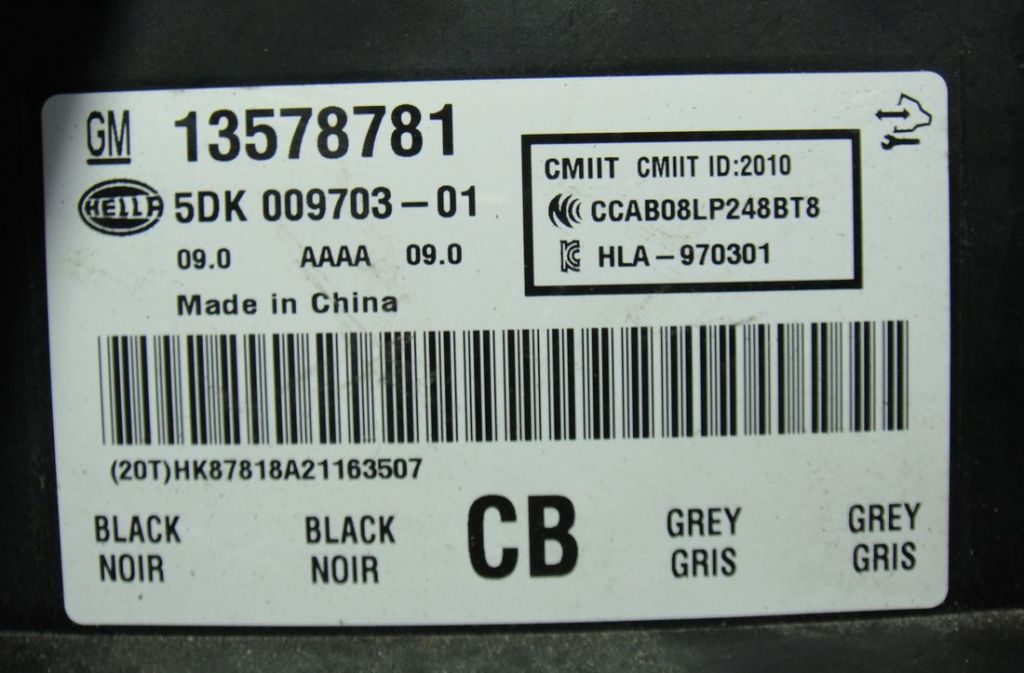 GM 13578781
HELLA 5DK 009703-01
09.0 AAAA 09.0
Made in China
CMIIT CMIIT ID:2010
CCAB08LP248BT8
HLA-970301
(20T)HK87818A21163507
BLACK BLACK CB GREY GREY
NOIR NOIR GRIS GRIS